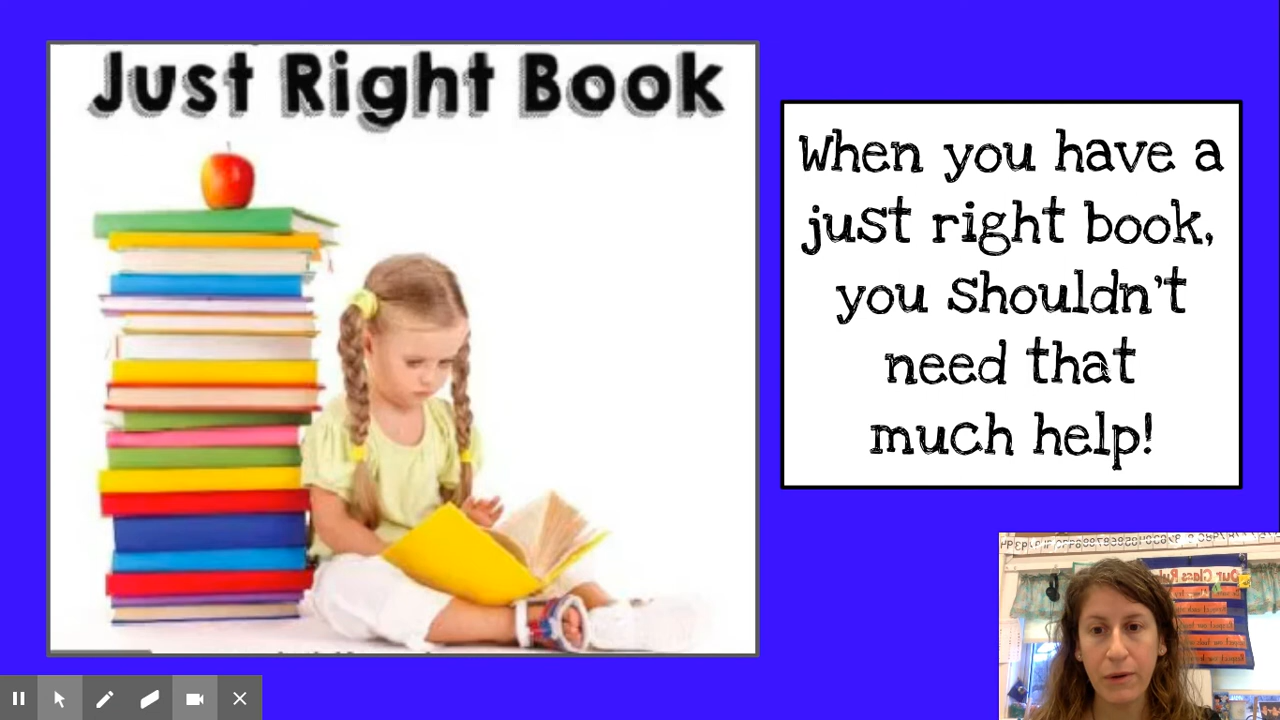 Just Right Book
When you have a
just right book,
you shouldn't
need that
much help!